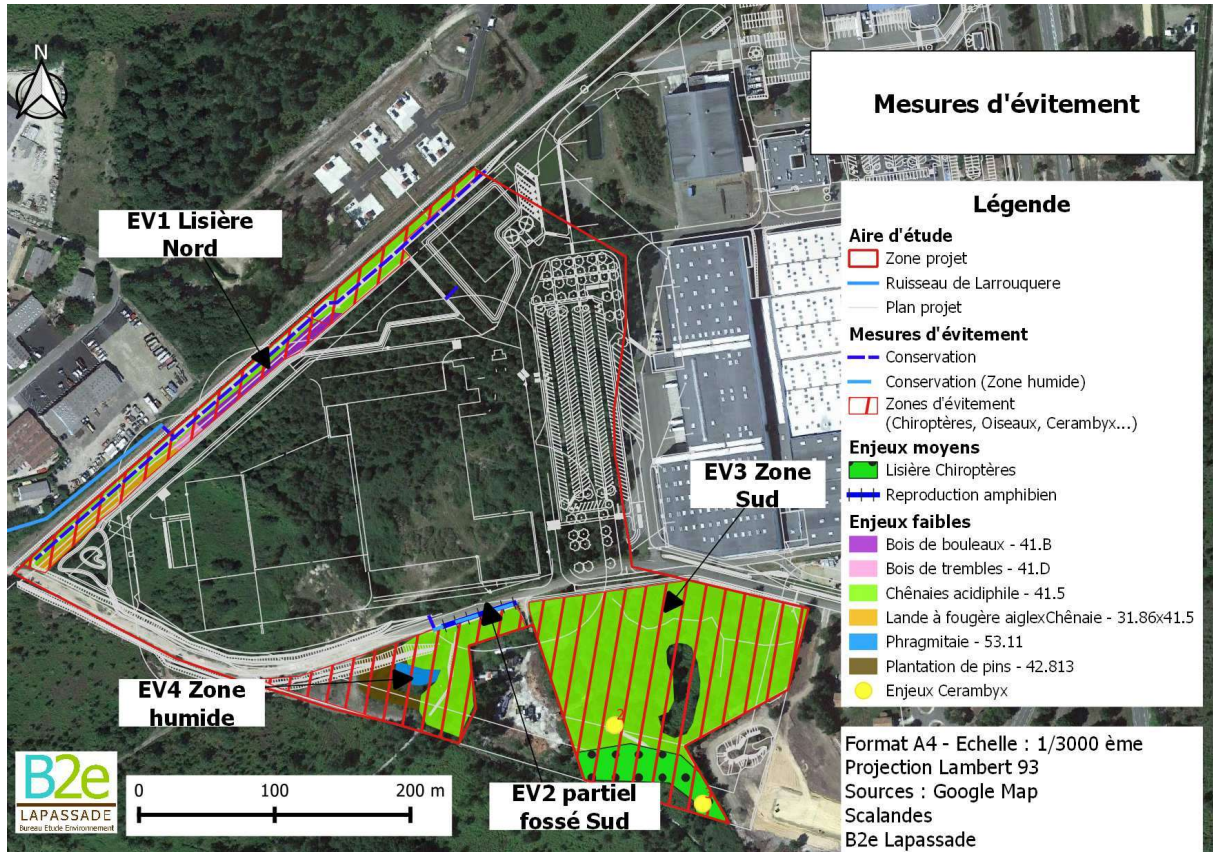 N
Mesures d'évitement
EV1 Lisière
Nord
Légende
Aire d'étude
Zone projet
Ruisseau de Larrouquere
Plan projet
Mesures d'évitement
Conservation
Conservation (Zone humide)
Zones d'évitement
(Chiroptères, Oiseaux, Cerambyx...)
Enjeux moyens
Lisière Chiroptères
Reproduction amphibien
Enjeux faibles
Bois de bouleaux - 41.B
Bois de trembles - 41.D
Chênaies acidiphile - 41.5
Lande à fougère aiglexChênaie - 31.86x41.5
Phragmitaie - 53.11
Plantation de pins - 42.813
Enjeux Cerambyx
EV3 Zone
Sud
EV4 Zone
humide
2
EV2 partiel
fossé Sud
B2e
LAPASSADE
Bureau Etude Environnement
0 100 200 m
Format A4 - Echelle : 1/3000 ème
Projection Lambert 93
Sources : Google Map
Scalandes
B2e Lapassade